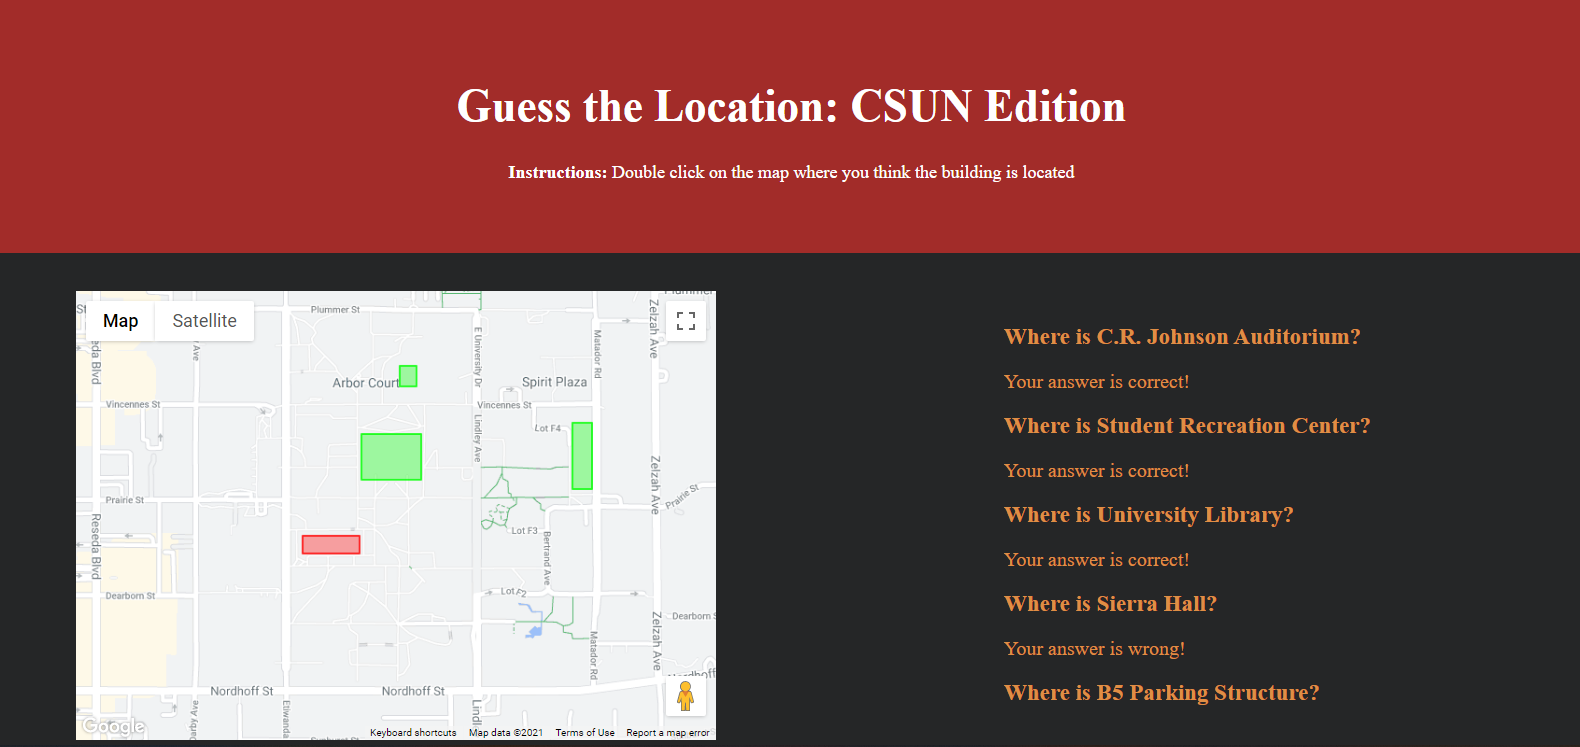 Guess the Location: CSUN Edition
Instructions: Double click on the map where you think the building is located
Map
Satellite
Plummer St
E University Dr
Matador Rd
Zelzah Ave
Reseda Blvd
Arbor Court
Spirit Plaza
Vincennes St
Vincennes St
Lindley Ave
Lot F4
Zelzah Ave
Prairie St
Prairie St
Reseda Blvd
Lot F3
Bertrand Ave
Dearborn St
Lot F2
Dearborn S
Zelzah Ave
Matador Rd
Nordhoff St
Nordhoff St
Nordhoff
Darby Ave
Etiwanda
Lindl
Google
Keyboard shortcuts
Map data ©2021
Terms of Use
Report a map error
Where is C.R. Johnson Auditorium?
Your answer is correct!
Where is Student Recreation Center?
Your answer is correct!
Where is University Library?
Your answer is correct!
Where is Sierra Hall?
Your answer is wrong!
Where is B5 Parking Structure?